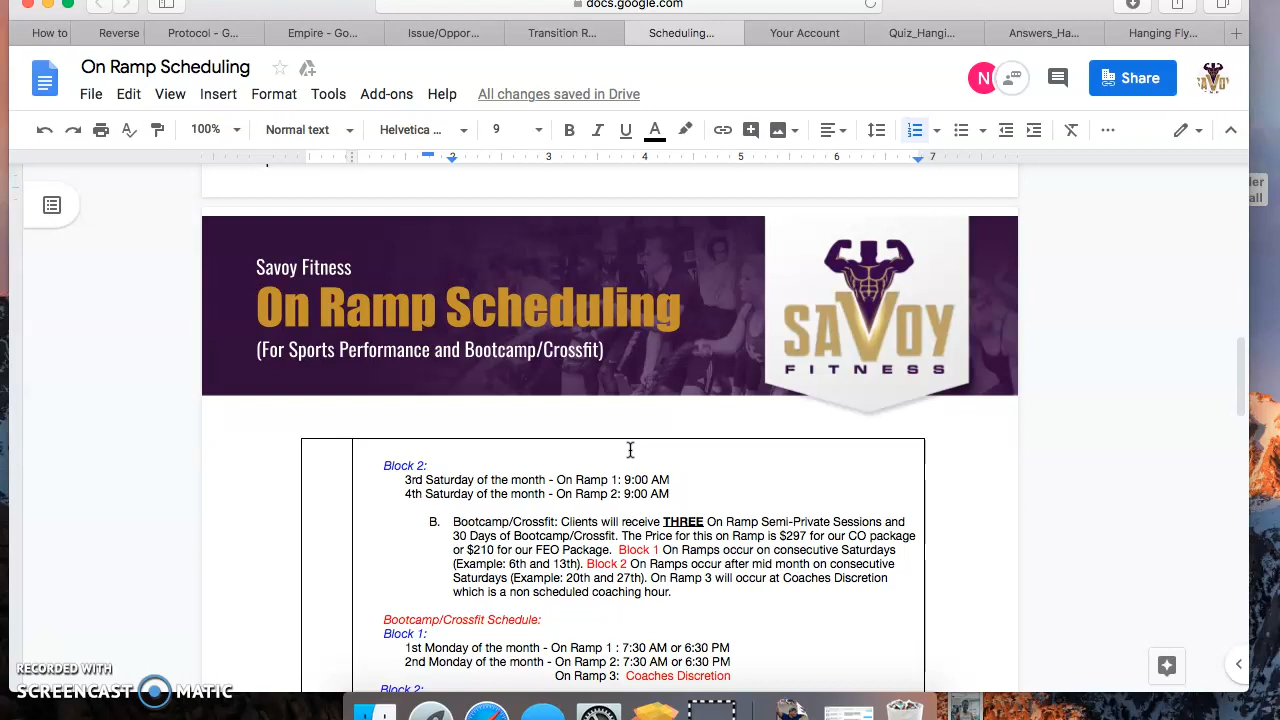 docs.google.com
How to
Reverse
Protocol - G...
Empire - Go...
Issue/Oppor...
Transition R...
Scheduling...
Your Account
Quiz_Hangi...
Answers_Ha...
Hanging Fly...
On Ramp Scheduling
N
Share
File Edit View Insert Tools Add-ons Help All changes saved in Drive
100% Normal text Helvetica ... 9
2 3 4 5 6 7
Savoy Fitness
On Ramp Scheduling
(For Sports Performance and Bootcamp/Crossfit)
SAVOY
FITNESS
Block 2:
3rd Saturday of the month - On Ramp 1: 9:00 AM
4th Saturday of the month - On Ramp 2: 9:00 AM
B. Bootcamp/Crossfit: Clients will receive THREE On Ramp Semi-Private Sessions and
30 Days of Bootcamp/Crossfit. The Price for this on Ramp is $297 for our CO package
or $210 for our FEO Package. Block 1 On Ramps occur on consecutive Saturdays
(Example: 6th and 13th). Block 2 On Ramps occur after mid month on consecutive
Saturdays (Example: 20th and 27th). On Ramp 3 will occur at Coaches Discretion
which is a non scheduled coaching hour.
Bootcamp/Crossfit Schedule:
Block 1:
1st Monday of the month - On Ramp 1 : 7:30 AM or 6:30 PM
2nd Monday of the month - On Ramp 2: 7:30 AM or 6:30 PM
On Ramp 3: Coaches Discretion
Block 2:
RECORDED WITH
SCREENCAST MATIC